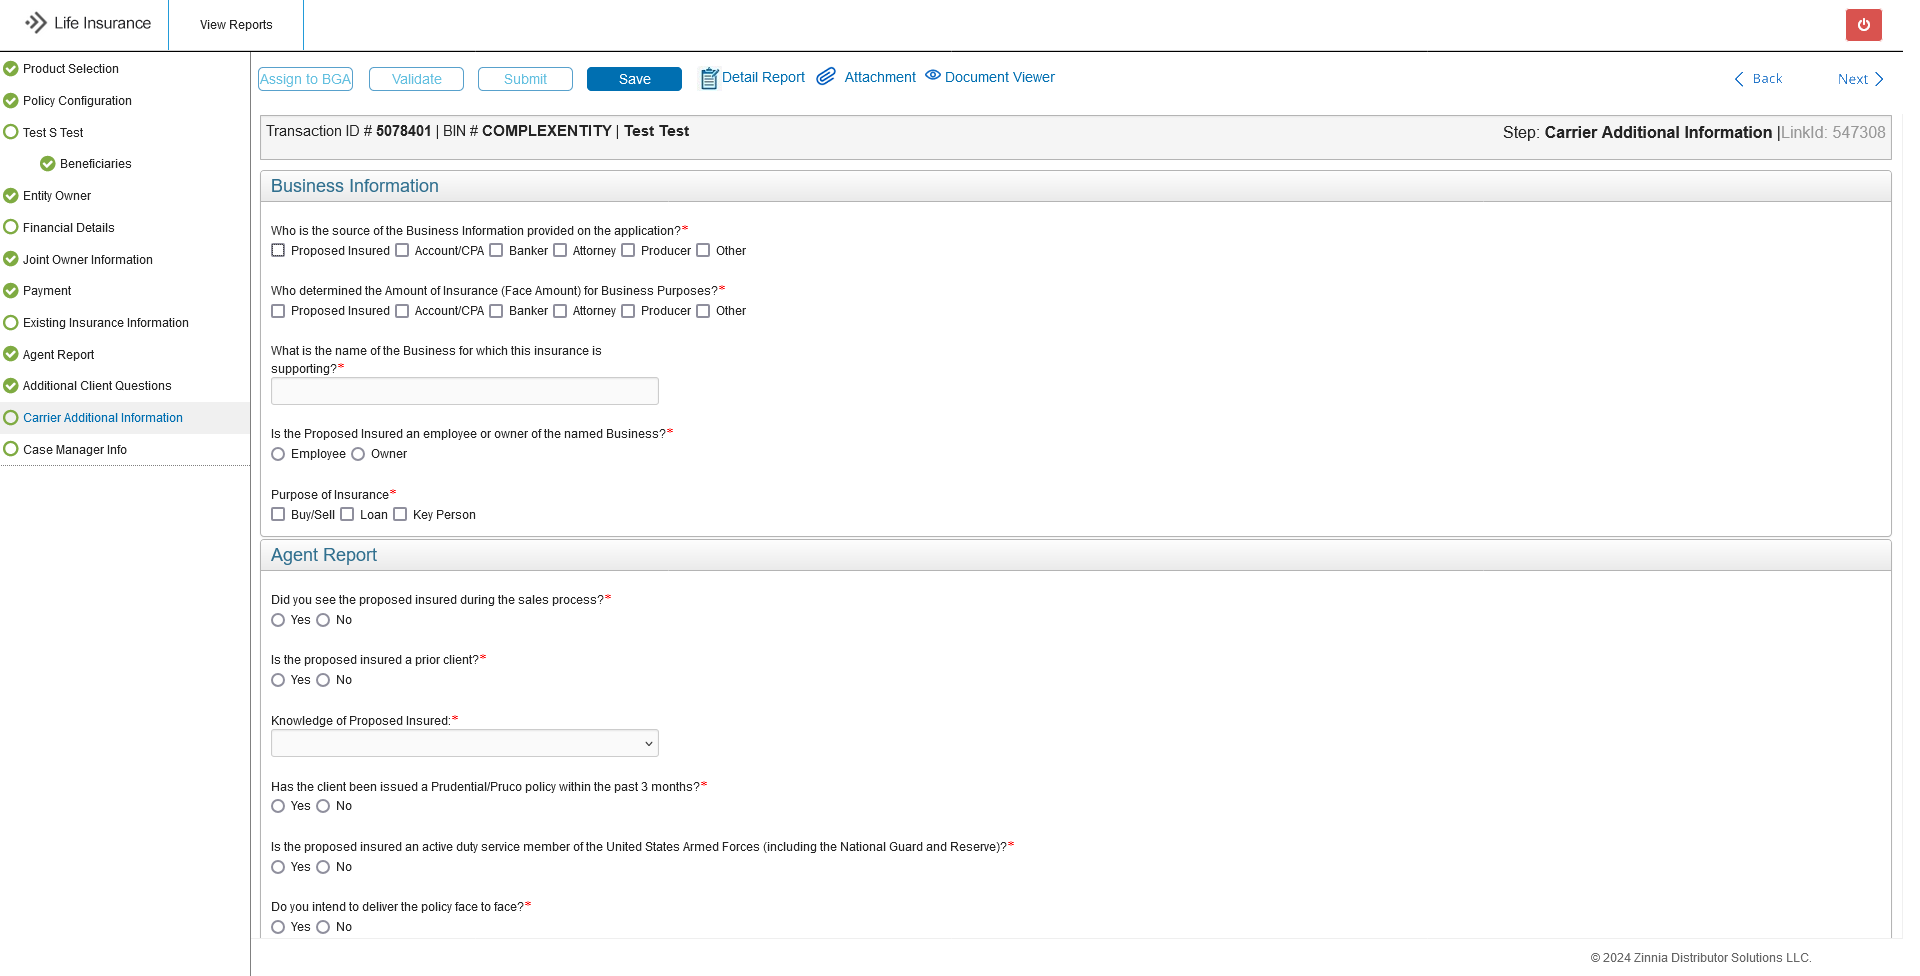 Life Insurance
View Reports
Product Selection
Policy Configuration
Test S Test
Beneficiaries
Entity Owner
Financial Details
Joint Owner Information
Payment
Existing Insurance Information
Agent Report
Additional Client Questions
Carrier Additional Information
Case Manager Info
Assign to BGA Validate Submit Save Detail Report Attachment Document Viewer Back Next
Transaction ID # 5078401 | BIN # COMPLEXENTITY | Test Test
Step: Carrier Additional Information |LinkId: 547308
Business Information
Who is the source of the Business Information provided on the application?*
Proposed Insured Account/CPA Banker Attorney Producer Other
Who determined the Amount of Insurance (Face Amount) for Business Purposes?*
Proposed Insured Account/CPA Banker Attorney Producer Other
What is the name of the Business for which this insurance is
supporting?*
Is the Proposed Insured an employee or owner of the named Business?*
Employee Owner
Purpose of Insurance*
Buy/Sell Loan Key Person
Agent Report
Did you see the proposed insured during the sales process?*
Yes No
Is the proposed insured a prior client?*
Yes No
Knowledge of Proposed Insured:*
Has the client been issued a Prudential/Pruco policy within the past 3 months?*
Yes No
Is the proposed insured an active duty service member of the United States Armed Forces (including the National Guard and Reserve)?*
Yes No
Do you intend to deliver the policy face to face?*
Yes No
© 2024 Zinnia Distributor Solutions LLC.